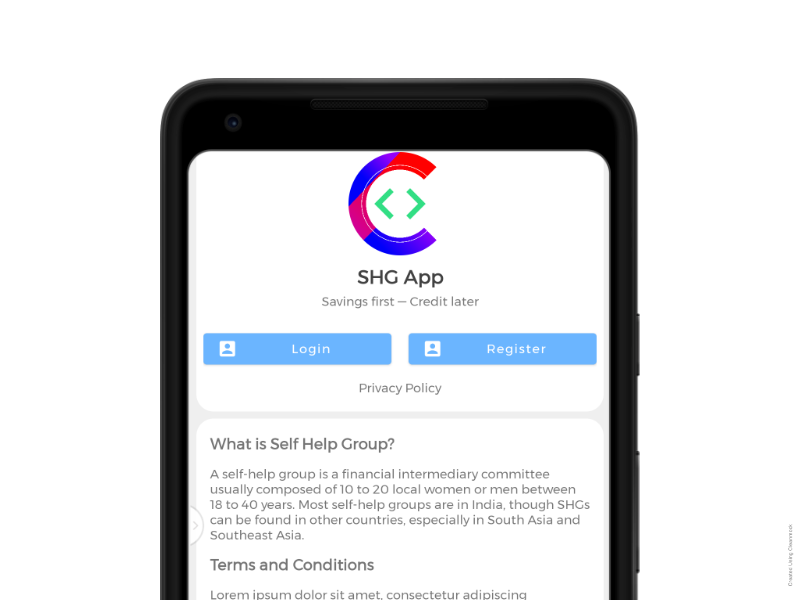 SHG App
Savings first — Credit later
Login
Register
Privacy Policy
What is Self Help Group?
A self-help group is a financial intermediary committee
usually composed of 10 to 20 local women or men between
18 to 40 years. Most self-help groups are in India, though SHGs
can be found in other countries, especially in South Asia and
Southeast Asia.
Terms and Conditions
Lorem ipsum dolor sit amet, consectetur adipiscing
Created Using Cleanmock